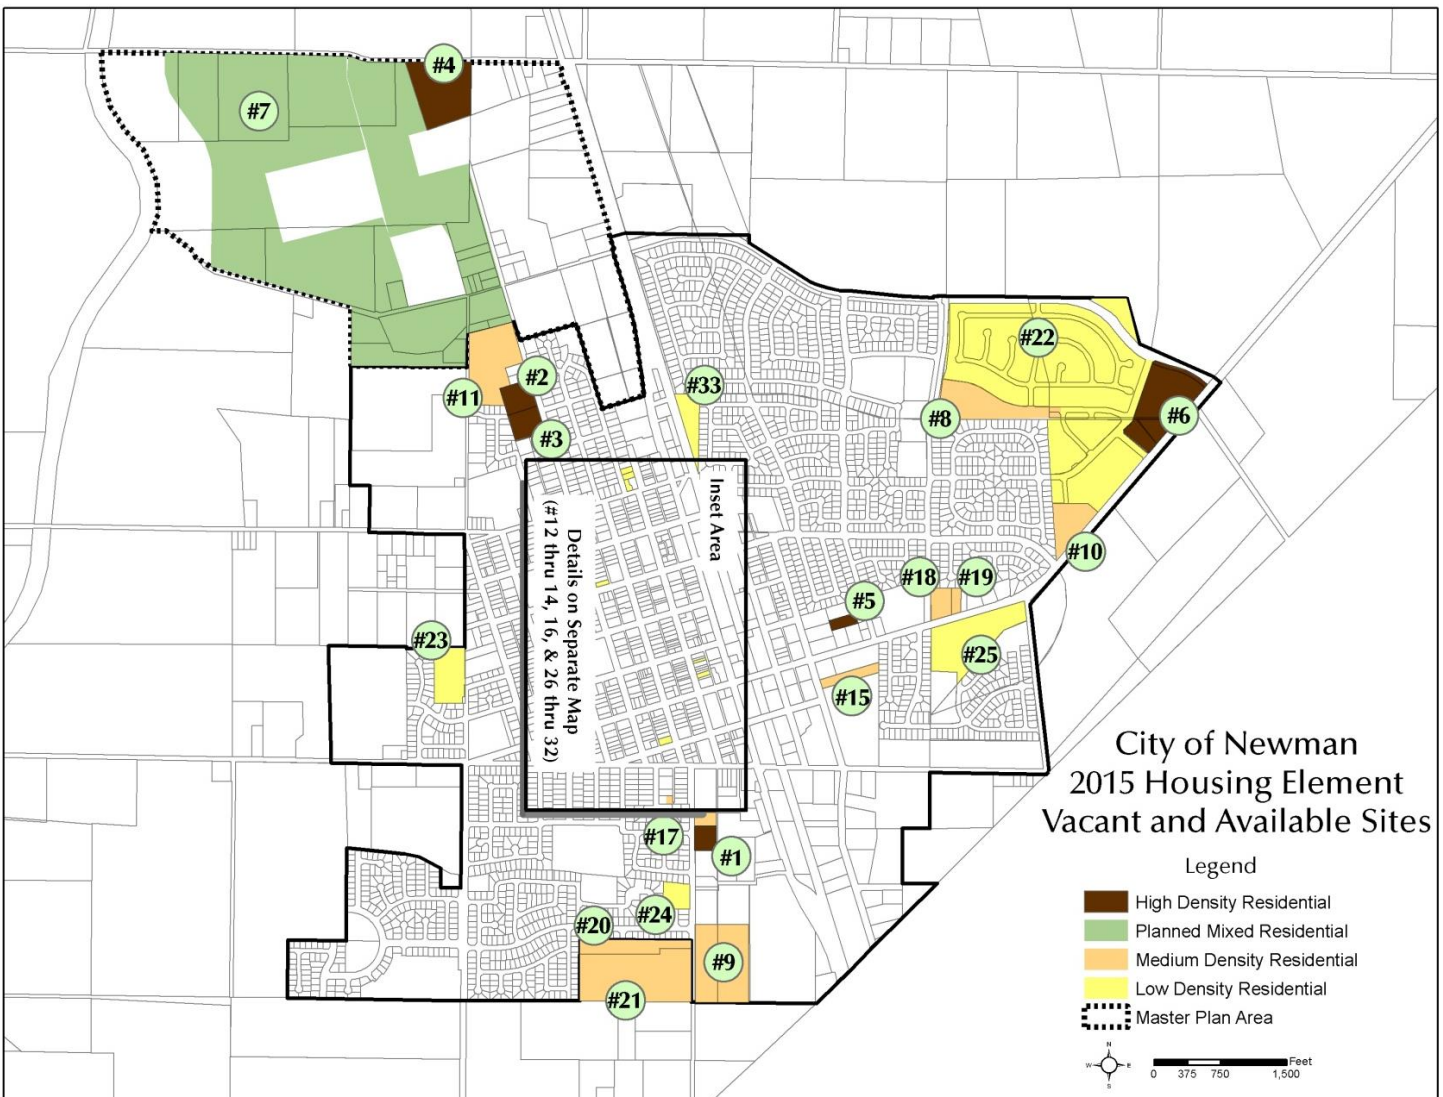 #4
#7
#22
#2
#33
#11
#8
#6
#3
Inset Area
Details on Separate Map
(#12 thru 14, 16, & 26 thru 32)
#10
#18
#19
#5
#23
#25
#15
City of Newman
2015 Housing Element
Vacant and Available Sites
#17
#1
#24
#20
#9
#21
Legend
High Density Residential
Planned Mixed Residential
Medium Density Residential
Low Density Residential
Master Plan Area
N
W E
S
Feet
0 375 750 1,500